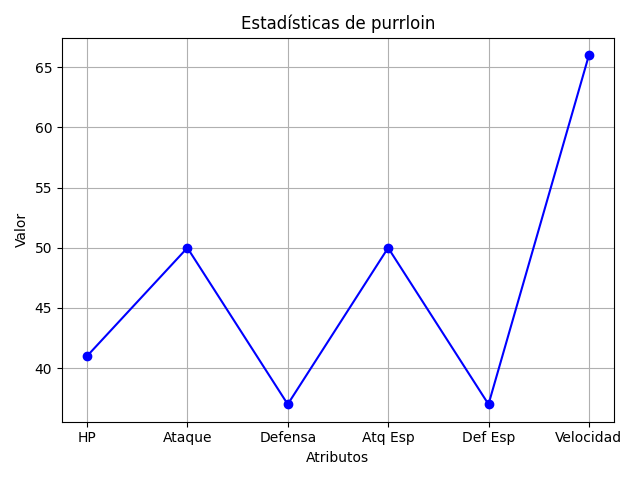 Estadísticas de purrloin
Valor
65
60
55
50
45
40
HP Ataque Defensa Atq Esp Def Esp Velocidad
Atributos